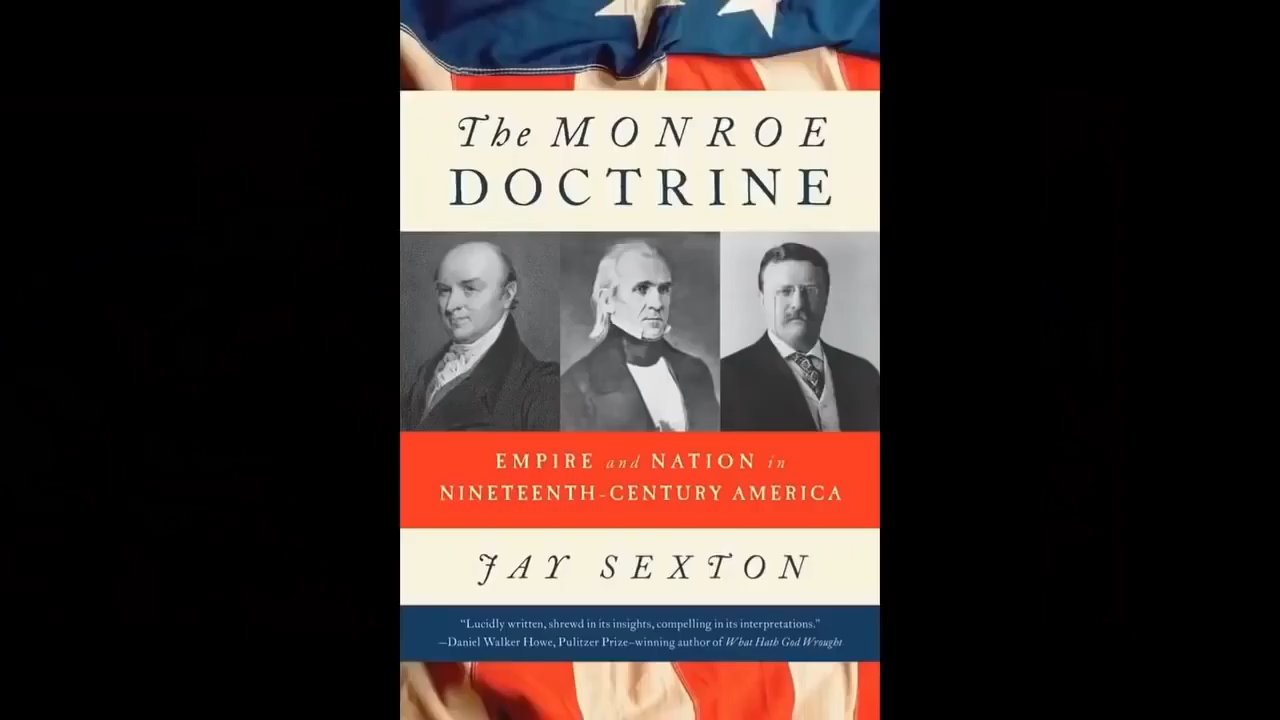 The MONROE
DOCTRINE
EMPIRE and NATION in
NINETEENTH-CENTURY AMERICA
JAY SEXTON
“Lucidly written, shrewd in its insights, compelling in its interpretations.”
—Daniel Walker Howe, Pulitzer Prize–winning author of What Hath God Wrought